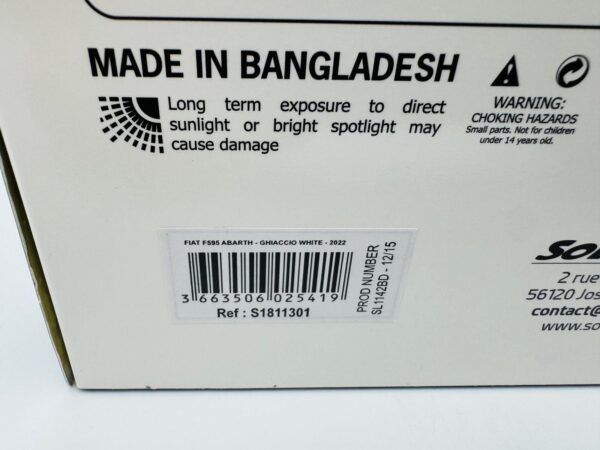 MADE IN BANGLADESH
Long term exposure to direct
sunlight or bright spotlight may
cause damage
WARNING:
CHOKING HAZARDS
Small parts. Not for children
under 14 years old.
FIAT F595 ABARTH - GHIACCIO WHITE - 2022
3 663506 025419
Ref : S1811301
PROD NUMBER
SL1142BD - 12/15
2 rue
56120 Jos
contact@
www.so